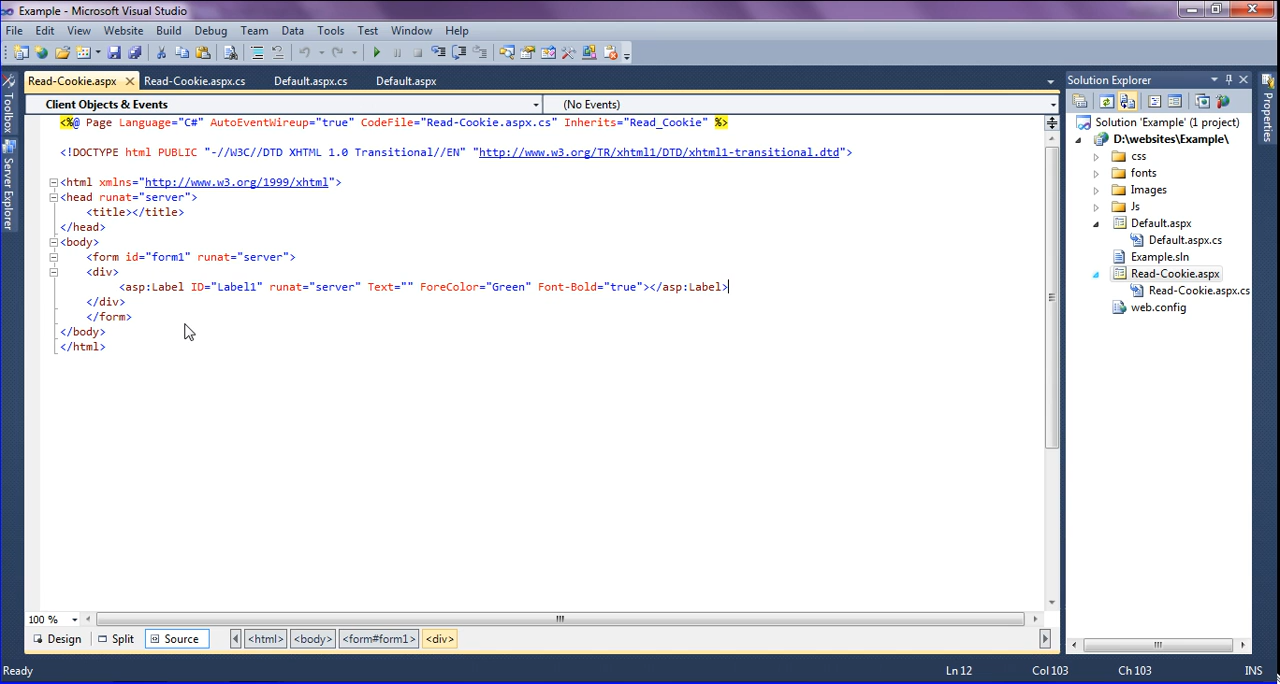 Example - Microsoft Visual Studio
File Edit View Website Build Debug Team Data Tools Test Window Help
Read-Cookie.aspx Read-Cookie.aspx.cs Default.aspx.cs Default.aspx
Client Objects & Events (No Events)
<%@ Page Language="C#" AutoEventWireup="true" CodeFile="Read-Cookie.aspx.cs" Inherits="Read_Cookie" %>
<!DOCTYPE html PUBLIC "-//W3C//DTD XHTML 1.0 Transitional//EN" "http://www.w3.org/TR/xhtml1/DTD/xhtml1-transitional.dtd">
<html xmlns="http://www.w3.org/1999/xhtml">
<head runat="server">
<title></title>
</head>
<body>
<form id="form1" runat="server">
<div>
<asp:Label ID="Label1" runat="server" Text="" ForeColor="Green" Font-Bold="true"></asp:Label>
</div>
</form>
</body>
</html>
100 %
Design Split Source <html> <body> <form#form1> <div>
Ready Ln 12 Col 103 Ch 103 INS
Toolbox
Server Explorer
Solution Explorer
Solution 'Example' (1 project)
D:\websites\Example\
css
fonts
Images
Js
Default.aspx
Default.aspx.cs
Example.sln
Read-Cookie.aspx
Read-Cookie.aspx.cs
web.config
Properties